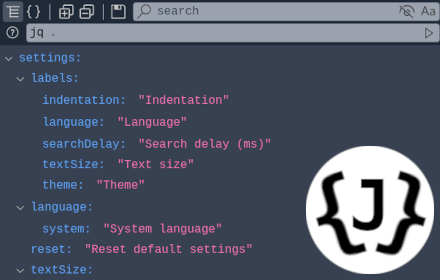 {} search Aa
? jq .
settings:
labels:
indentation: "Indentation"
language: "Language"
searchDelay: "Search delay (ms)"
textSize: "Text size"
theme: "Theme"
language:
system: "System language"
reset: "Reset default settings"
textSize:
{J}